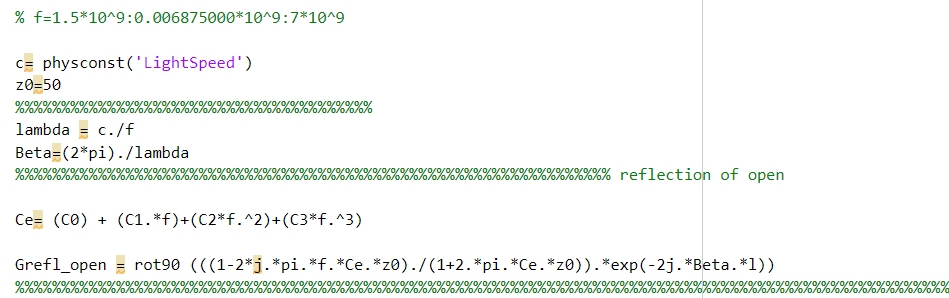 % f=1.5*10^9:0.006875000*10^9:7*10^9
c= physconst('LightSpeed')
z0=50
%%%%%%%%%%%%%%%%%%%%%%%%%%%%%%%%%%%%%%%
lambda = c./f
Beta=(2*pi)./lambda
%%%%%%%%%%%%%%%%%%%%%%%%%%%%%%%%%%%%%%%%%%%%%%%%%%%%%%%%%%%%%%%%% reflection of open
Ce= (C0) + (C1.*f)+(C2*f.^2)+(C3*f.^3)
Grefl_open = rot90 (((1-2*j.*pi.*f.*Ce.*z0)./(1+2.*pi.*Ce.*z0)).*exp(-2j.*Beta.*l))
%%%%%%%%%%%%%%%%%%%%%%%%%%%%%%%%%%%%%%%%%%%%%%%%%%%%%%%%%%%%%%%%%%%%%%%%%%%%%%%%%%%%%%%%%%%%%%%%%%%%%%%%